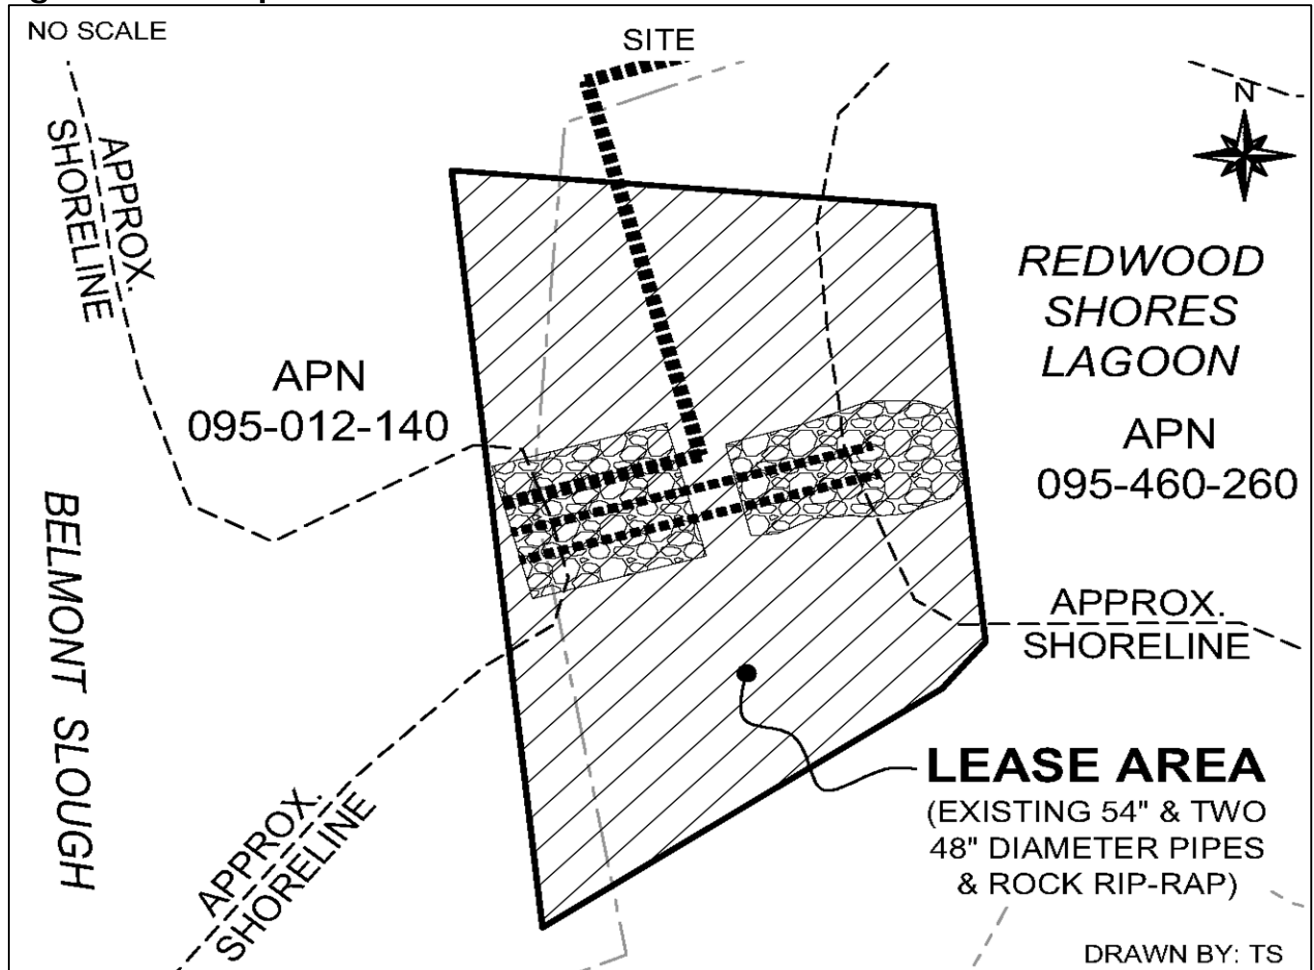 NO SCALE
SITE
N
APPROX.
SHORELINE
REDWOOD
SHORES
LAGOON
APN
095-012-140
APN
095-460-260
BELMONT SLOUGH
APPROX.
SHORELINE
APPROX.
SHORELINE
LEASE AREA
(EXISTING 54" & TWO
48" DIAMETER PIPES
& ROCK RIP-RAP)
DRAWN BY: TS